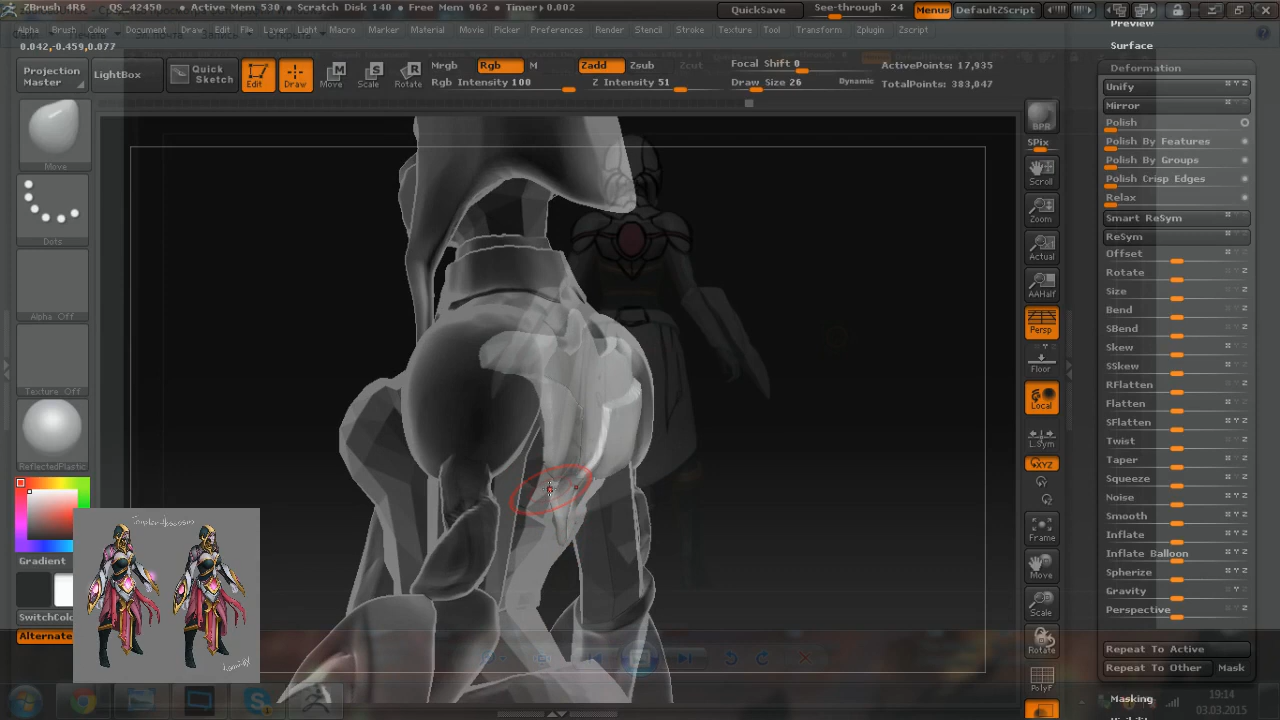 ZBrush 4R6 QS_42450 • Active Mem 530 • Scratch Disk 140 • Free Mem 962 • Timer▸0.002 QuickSave See-through 24 Menus DefaultZScript
Alpha Brush Color Document Draw Edit File Layer Light Macro Marker Material Movie Picker Preferences Render Stencil Stroke Texture Tool Transform Zplugin Zscript
0.042,-0.459,0.077
Projection Master
LightBox
Quick Sketch
Edit
Draw
Move
Scale
Rotate
Mrgb Rgb M
Rgb Intensity 100
Zadd Zsub Zcut
Z Intensity 51
Focal Shift 0
Draw Size 26 Dynamic
ActivePoints: 17,935
TotalPoints: 383,047
Move
Dots
Alpha Off
Texture Off
ReflectedPlastic
Gradient
SwitchColo
Alternate
BPR
SPix
Scroll
Zoom
Actual
AAHalf
Persp
Floor
Local
L.Sym
XYZ
Frame
Move
Scale
Rotate
PolyF
Preview
Surface
Deformation
Unify
Mirror
Polish
Polish By Features
Polish By Groups
Polish Crisp Edges
Relax
Smart ReSym
ReSym
Offset
Rotate
Size
Bend
SBend
Skew
SSkew
RFlatten
Flatten
SFlatten
Twist
Taper
Squeeze
Noise
Smooth
Inflate
Inflate Balloon
Spherize
Gravity
Perspective
Repeat To Active
Repeat To Other Mask
Masking
19:14
03.03.2015